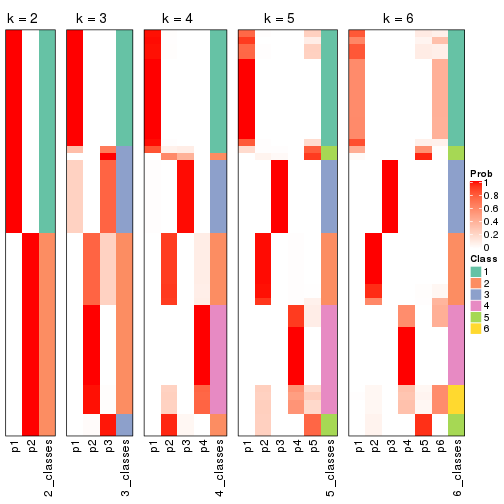 k = 2
k = 3
k = 4
k = 5
k = 6
p1
p2
2_classes
p1
p2
p3
3_classes
p1
p2
p3
p4
4_classes
p1
p2
p3
p4
p5
5_classes
p1
p2
p3
p4
p5
p6
6_classes
Prob
1
0.8
0.6
0.4
0.2
0
Class
1
2
3
4
5
6